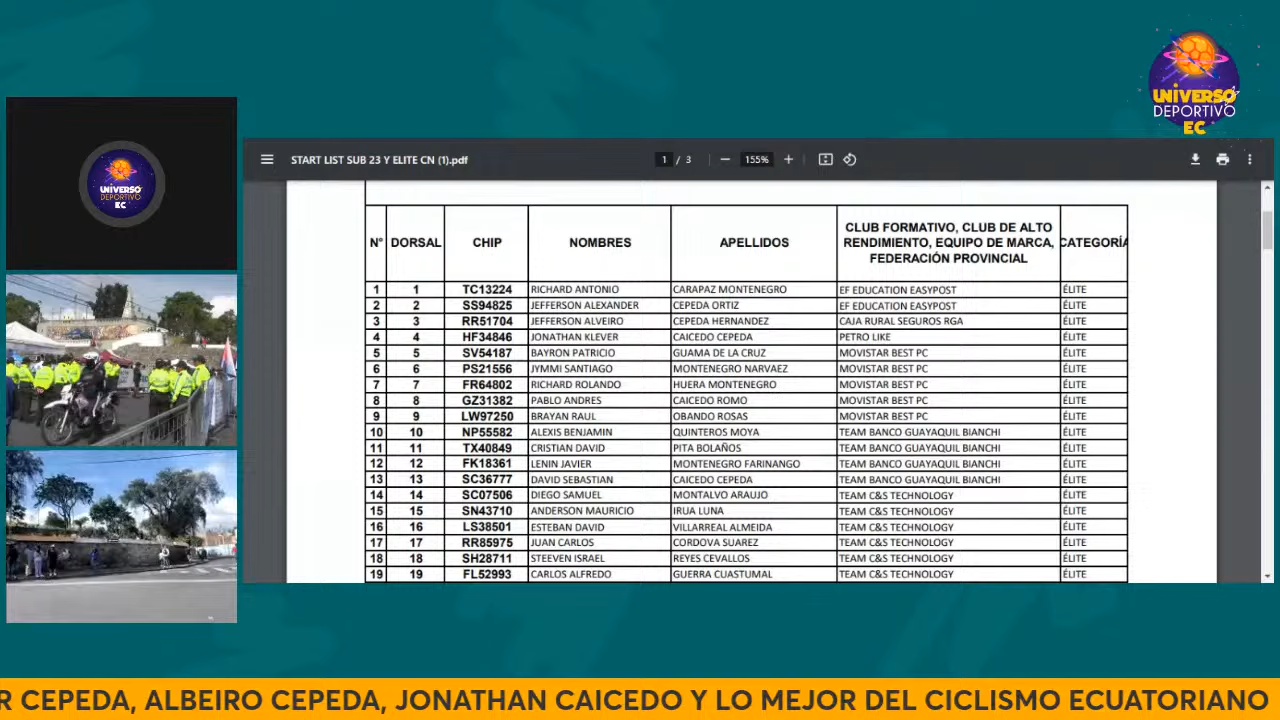 UNIVERSO
DEPORTIVO
EC
UNIVERSO
DEPORTIVO
EC
START LIST SUB 23 Y ELITE CN (1).pdf
1 / 3
155%
N° DORSAL CHIP NOMBRES APELLIDOS CLUB FORMATIVO, CLUB DE ALTO RENDIMIENTO, EQUIPO DE MARCA, FEDERACIÓN PROVINCIAL CATEGORÍA
1 1 TC13224 RICHARD ANTONIO CARAPAZ MONTENEGRO EF EDUCATION EASYPOST ÉLITE
2 2 SS94825 JEFFERSON ALEXANDER CEPEDA ORTIZ EF EDUCATION EASYPOST ÉLITE
3 3 RR51704 JEFFERSON ALVEIRO CEPEDA HERNANDEZ CAJA RURAL SEGUROS RGA ÉLITE
4 4 HF34846 JONATHAN KLEVER CAICEDO CEPEDA PETRO LIKE ÉLITE
5 5 SV54187 BAYRON PATRICIO GUAMA DE LA CRUZ MOVISTAR BEST PC ÉLITE
6 6 PS21556 JYMMI SANTIAGO MONTENEGRO NARVAEZ MOVISTAR BEST PC ÉLITE
7 7 FR64802 RICHARD ROLANDO HUERA MONTENEGRO MOVISTAR BEST PC ÉLITE
8 8 GZ31382 PABLO ANDRES CAICEDO ROMO MOVISTAR BEST PC ÉLITE
9 9 LW97250 BRAYAN RAUL OBANDO ROSAS MOVISTAR BEST PC ÉLITE
10 10 NP55582 ALEXIS BENJAMIN QUINTEROS MOYA TEAM BANCO GUAYAQUIL BIANCHI ÉLITE
11 11 TX40849 CRISTIAN DAVID PITA BOLAÑOS TEAM BANCO GUAYAQUIL BIANCHI ÉLITE
12 12 FK18361 LENIN JAVIER MONTENEGRO FARINANGO TEAM BANCO GUAYAQUIL BIANCHI ÉLITE
13 13 SC36777 DAVID SEBASTIAN CAICEDO CEPEDA TEAM BANCO GUAYAQUIL BIANCHI ÉLITE
14 14 SC07506 DIEGO SAMUEL MONTALVO ARAUJO TEAM C&S TECHNOLOGY ÉLITE
15 15 SN43710 ANDERSON MAURICIO IRUA LUNA TEAM C&S TECHNOLOGY ÉLITE
16 16 LS38501 ESTEBAN DAVID VILLARREAL ALMEIDA TEAM C&S TECHNOLOGY ÉLITE
17 17 RR85975 JUAN CARLOS CORDOVA SUAREZ TEAM C&S TECHNOLOGY ÉLITE
18 18 SH28711 STEEVEN ISRAEL REYES CEVALLOS TEAM C&S TECHNOLOGY ÉLITE
19 19 FL52993 CARLOS ALFREDO GUERRA CUASTUMAL TEAM C&S TECHNOLOGY ÉLITE
R CEPEDA, ALBEIRO CEPEDA, JONATHAN CAICEDO Y LO MEJOR DEL CICLISMO ECUATORIANO